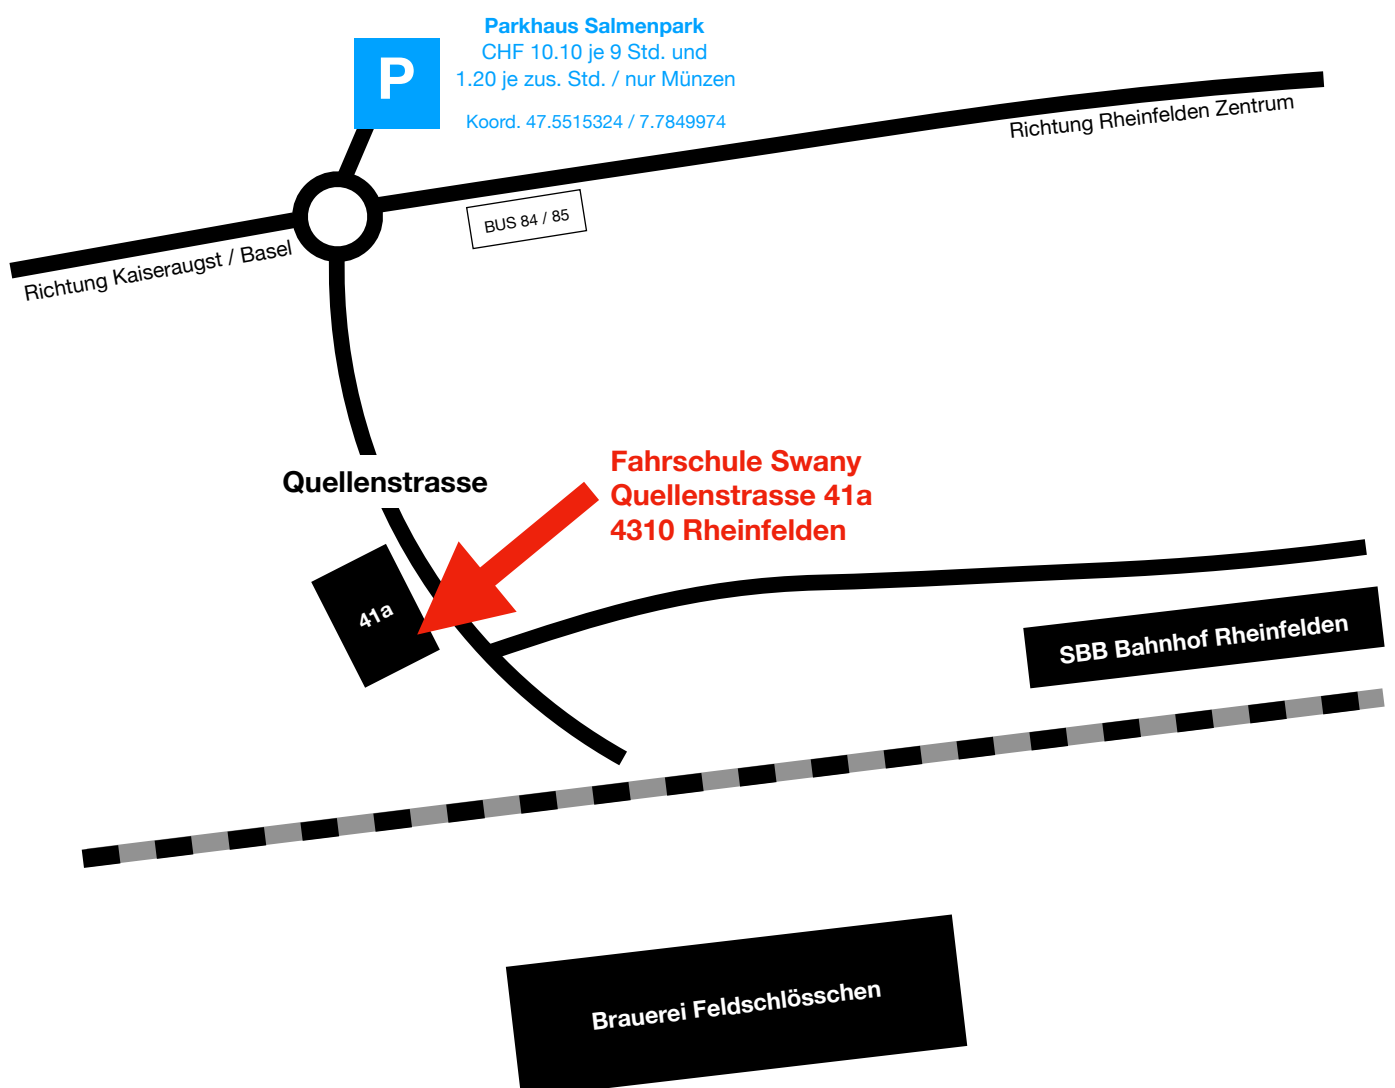 P
Parkhaus Salmenpark
CHF 10.10 je 9 Std. und
1.20 je zus. Std. / nur Münzen
Koord. 47.5515324 / 7.7849974
Richtung Rheinfelden Zentrum
BUS 84 / 85
Richtung Kaiseraugst / Basel
Quellenstrasse
Fahrschule Swany
Quellenstrasse 41a
4310 Rheinfelden
41a
SBB Bahnhof Rheinfelden
Brauerei Feldschlösschen